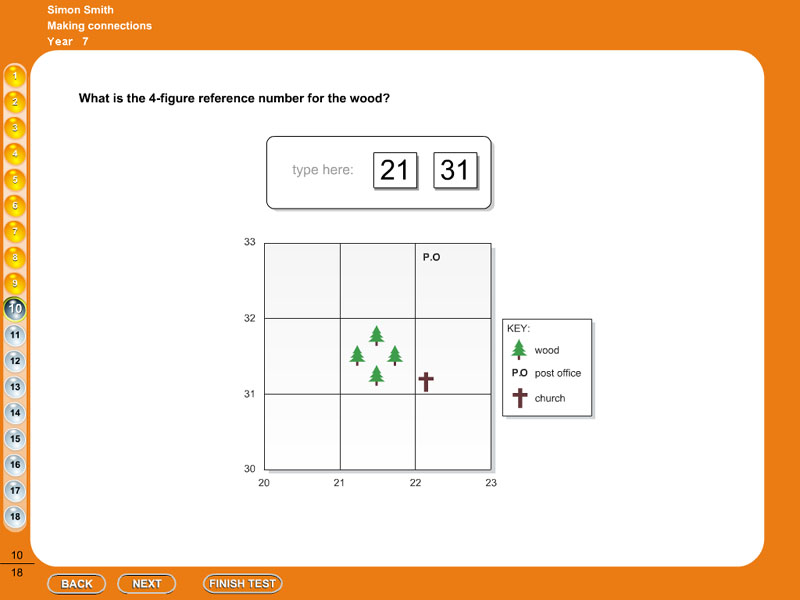 Simon Smith
Making connections
Year 7
1
2
3
4
5
6
7
8
9
10
11
12
13
14
15
16
17
18
What is the 4-figure reference number for the wood?
type here: 21 31
33
P.O
32
KEY:
wood
P.O post office
church
31
30
20 21 22 23
10
18
BACK NEXT FINISH TEST